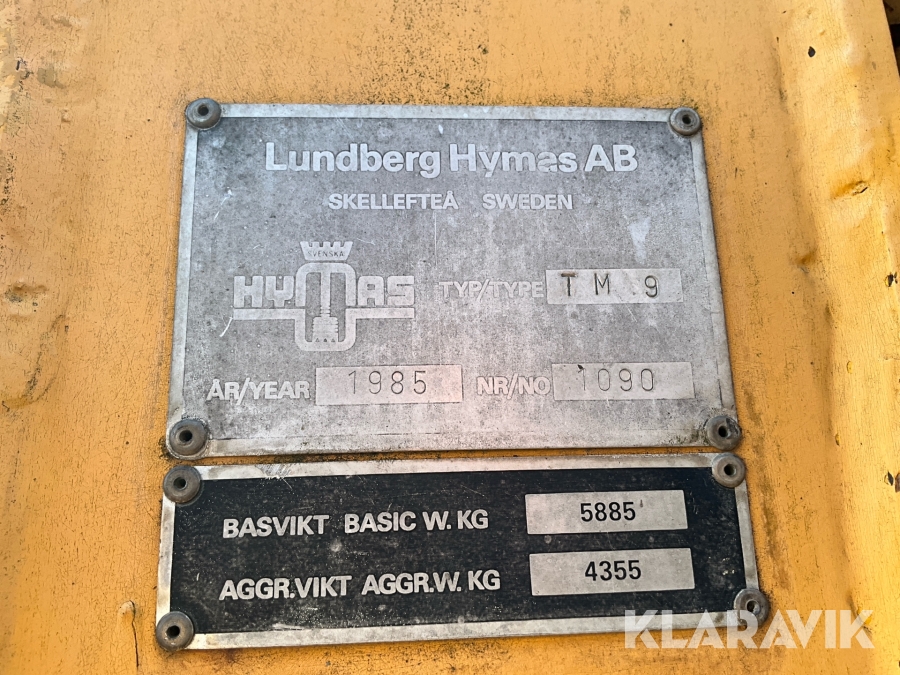 Lundberg Hymas AB
SKELLEFTEÅ SWEDEN
SVENSKA
HYMAS
TYP/TYPE TM 9
ÅR/YEAR 1985 NR/NO 1090
BASVIKT BASIC W. KG 5885
AGGR.VIKT AGGR.W. KG 4355
KLARAVIK